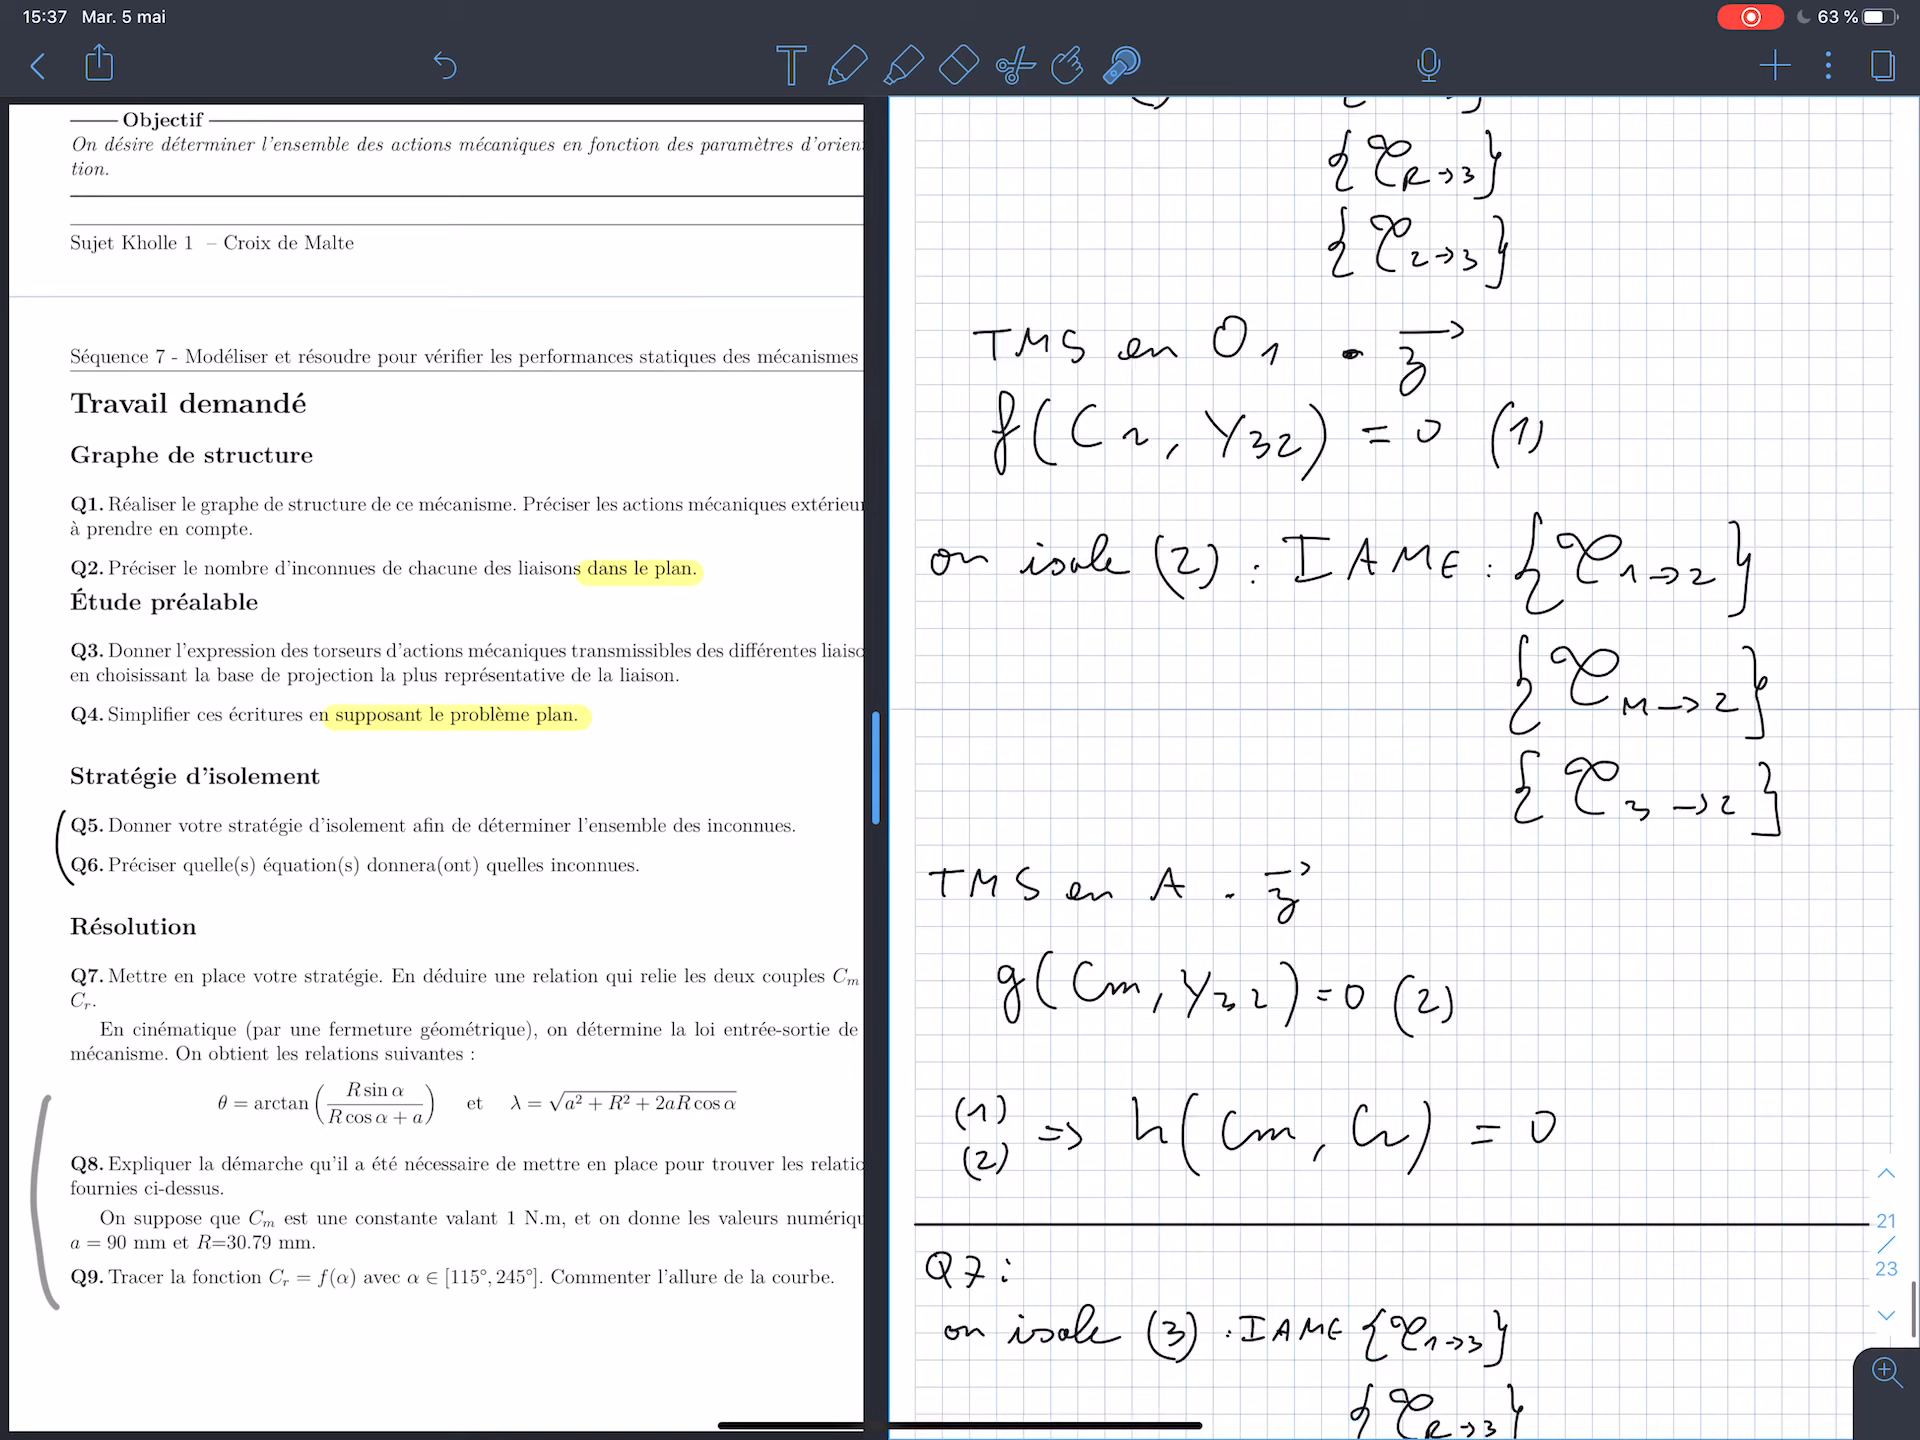 15:37 Mar. 5 mai
63 %
Objectif
On désire déterminer l'ensemble des actions mécaniques en fonction des paramètres d'orien
tion.
Sujet Kholle 1 – Croix de Malte
Séquence 7 - Modéliser et résoudre pour vérifier les performances statiques des mécanismes
Travail demandé
Graphe de structure
Q1. Réaliser le graphe de structure de ce mécanisme. Préciser les actions mécaniques extérieur
à prendre en compte.
Q2. Préciser le nombre d'inconnues de chacune des liaisons dans le plan.
Étude préalable
Q3. Donner l'expression des torseurs d'actions mécaniques transmissibles des différentes liaiso
en choisissant la base de projection la plus représentative de la liaison.
Q4. Simplifier ces écritures en supposant le problème plan.
Stratégie d'isolement
Q5. Donner votre stratégie d'isolement afin de déterminer l'ensemble des inconnues.
Q6. Préciser quelle(s) équation(s) donnera(ont) quelles inconnues.
Résolution
Q7. Mettre en place votre stratégie. En déduire une relation qui relie les deux couples Cm
Cr.
En cinématique (par une fermeture géométrique), on détermine la loi entrée-sortie de
mécanisme. On obtient les relations suivantes :
θ = arctan ( R sin α / (R cos α + a) ) et λ = √(a² + R² + 2aR cos α)
Q8. Expliquer la démarche qu'il a été nécessaire de mettre en place pour trouver les relatio
fournies ci-dessus.
On suppose que Cm est une constante valant 1 N.m, et on donne les valeurs numériqu
a = 90 mm et R=30.79 mm.
Q9. Tracer la fonction Cr = f(α) avec α ∈ [115°, 245°]. Commenter l'allure de la courbe.
{𝒯R→3}
{𝒯2→3}
TMS en O1 · z⃗
f(Cr, Y32) = 0 (1)
on isole (2) : IAME : {𝒯1→2}
{𝒯M→2}
{𝒯3→2}
TMS en A · z⃗
g(Cm, Y32) = 0 (2)
(1)
(2) => h(Cm, Cr) = 0
Q7 :
on isole (3) : IAME {𝒯1→3}
{𝒯R→3}
21
/
23